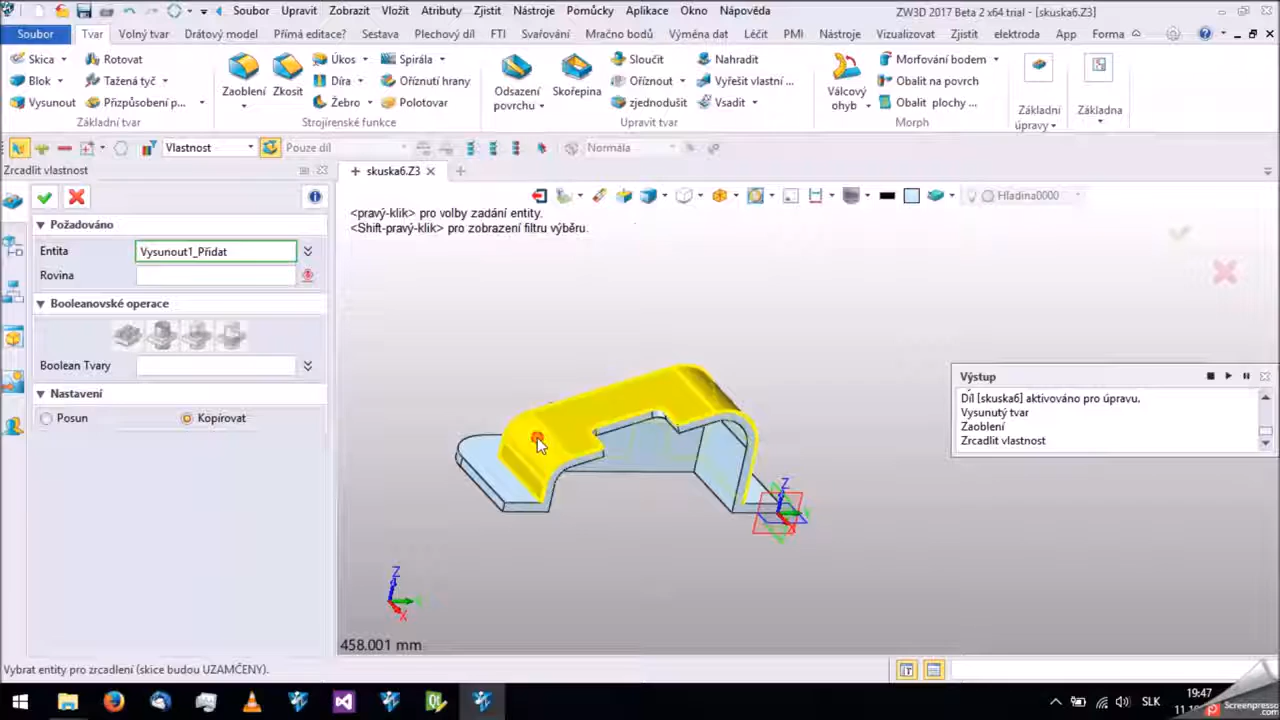 Soubor Upravit Zobrazit Vložit Atributy Zjistit Nástroje Pomůcky Aplikace Okno Nápověda ZW3D 2017 Beta 2 x64 trial - [skuska6.Z3]
Soubor Tvar Volný tvar Drátový model Přímá editace? Sestava Plechový díl FTI Svařování Mračno bodů Výměna dat Léčit PMI Nástroje Vizualizovat Zjistit elektroda App Forma
Skica Rotovat Úkos Spirála Sloučit Nahradit Morfování bodem
Blok Tažená tyč Díra Oříznutí hrany Oříznout Vyřešit vlastní ... Obalit na povrch
Vysunout Přizpůsobení p... Žebro Polotovar zjednodušit Vsadit Obalit plochy ...
Zaoblení Zkosit Odsazení povrchu Skořepina Válcový ohyb Základní úpravy Základná
Základní tvar Strojírenské funkce Upravit tvar Morph
Vlastnost Pouze díl Normála
Zrcadlit vlastnost skuska6.Z3
Hladina0000
<pravý-klik> pro volby zadání entity.
<Shift-pravý-klik> pro zobrazení filtru výběru.
Požadováno
Entita Vysunout1_Přidat
Rovina
Booleanovské operace
Boolean Tvary
Nastavení
Posun Kopírovat
Výstup
Díl [skuska6] aktivováno pro úpravu.
Vysunutý tvar
Zaoblení
Zrcadlit vlastnost
Z
X
Z
X
458.001 mm
Vybrat entity pro zrcadlení (skice budou UZAMČENY).
SLK
19:47
Screenpresso
.com